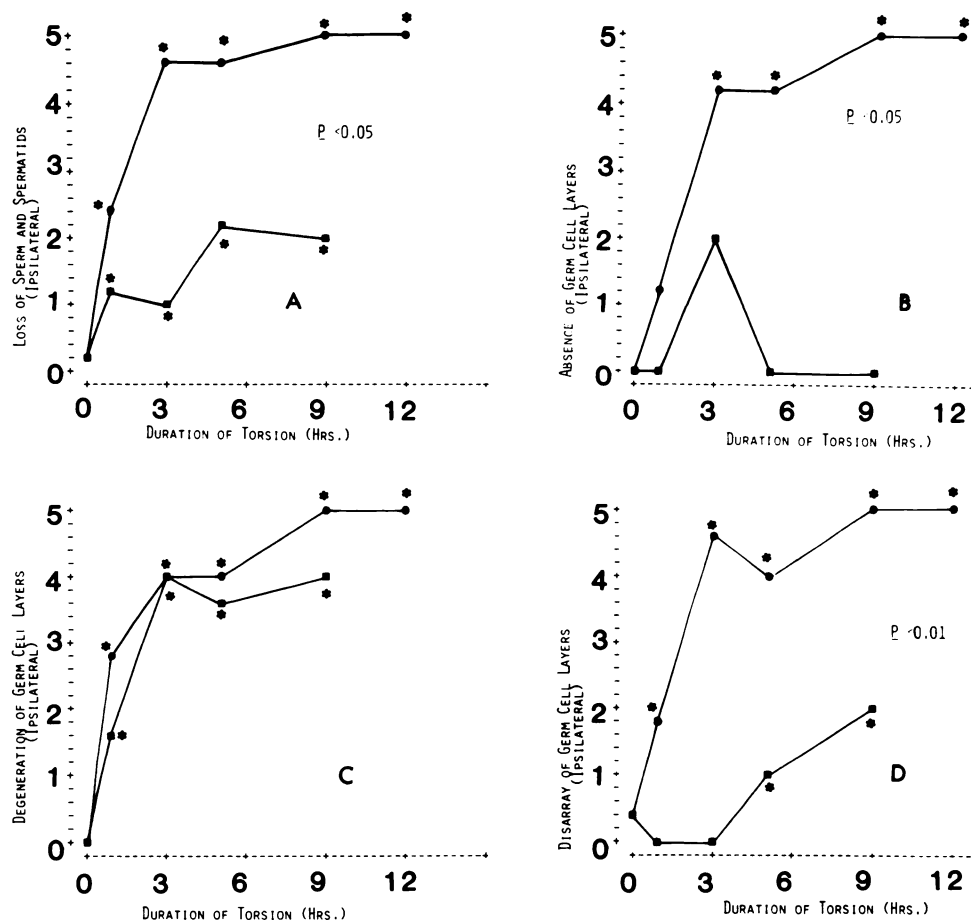 5
4
3
2
1
0
Loss of Sperm and Spermatids
(Ipsilateral)
P <0.05
A
0 3 6 9 12
Duration of Torsion (Hrs.)
5
4
3
2
1
0
Absence of Germ Cell Layers
(Ipsilateral)
P <0.05
B
0 3 6 9 12
Duration of Torsion (Hrs.)
5
4
3
2
1
0
Degeneration of Germ Cell Layers
(Ipsilateral)
C
0 3 6 9 12
Duration of Torsion (Hrs.)
5
4
3
2
1
0
Disarray of Germ Cell Layers
(Ipsilateral)
P <0.01
D
0 3 6 9 12
Duration of Torsion (Hrs.)